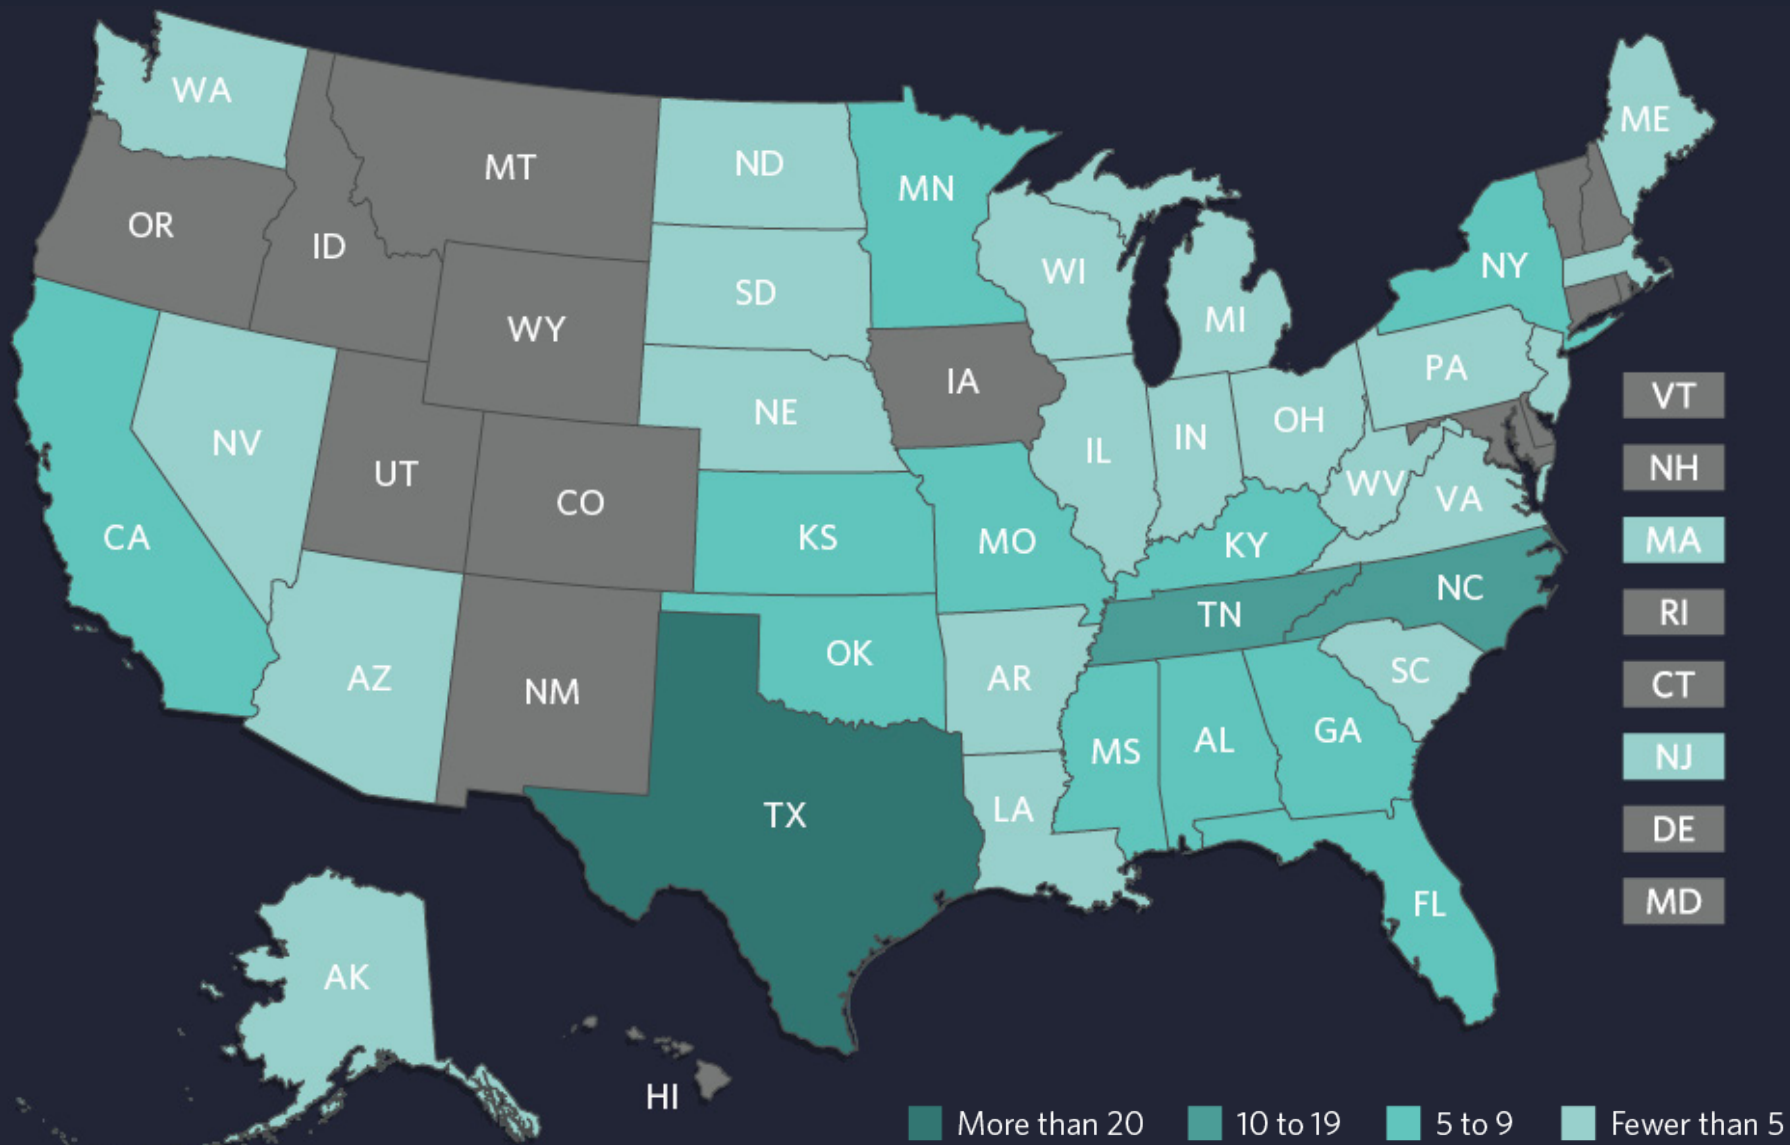 WA
ME
MT
ND
MN
OR
ID
NY
WI
SD
MI
WY
PA
IA
NE
VT
OH
NV
IN
IL
NH
UT
WV
VA
CO
CA
KS
MO
KY
MA
NC
TN
RI
OK
SC
AZ
AR
CT
NM
GA
AL
MS
NJ
LA
TX
DE
FL
MD
AK
HI
More than 20 10 to 19 5 to 9 Fewer than 5